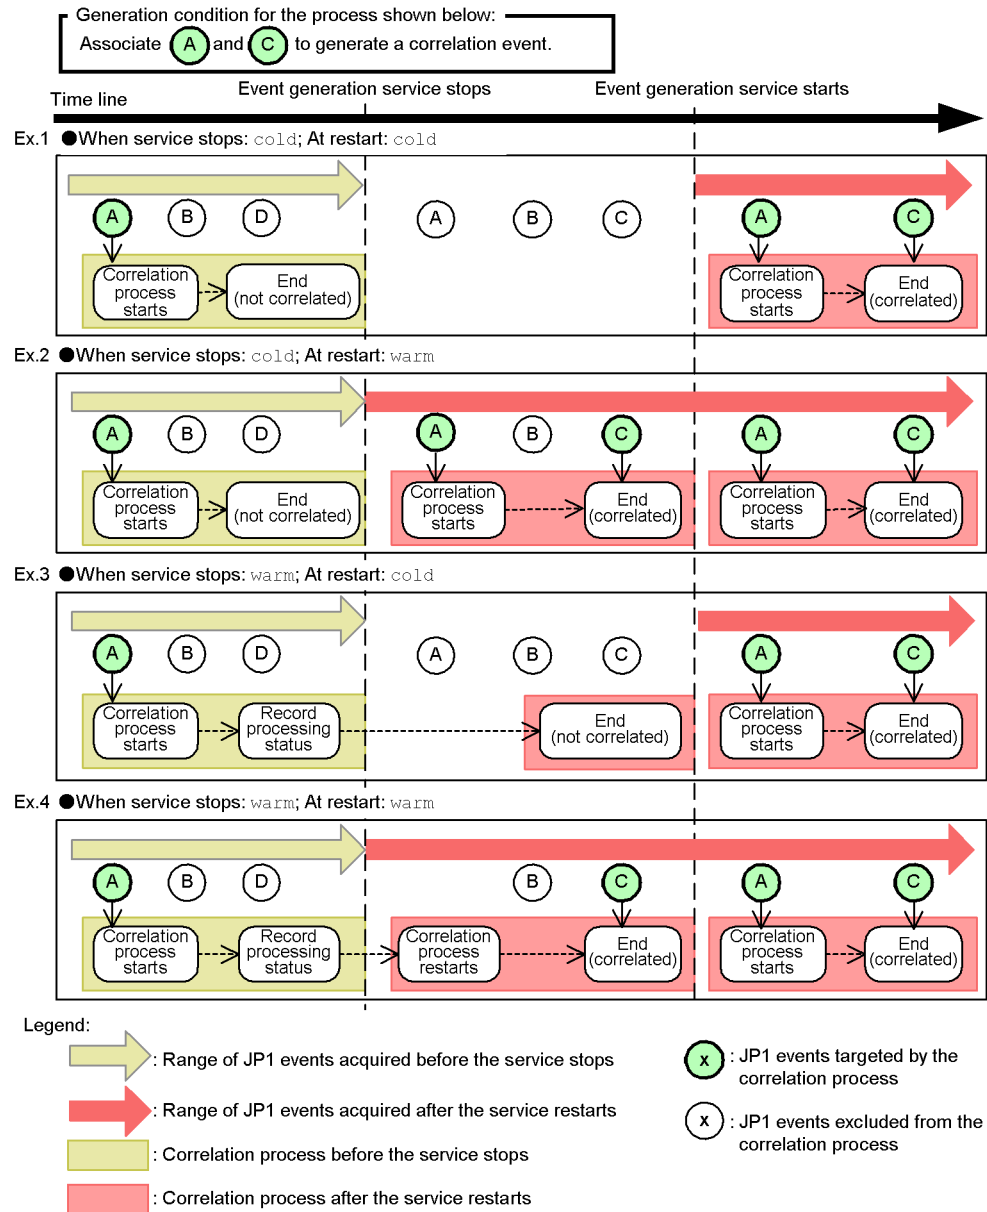 Generation condition for the process shown below:
Associate A and C to generate a correlation event.
Event generation service stops
Event generation service starts
Time line
Ex.1 ●When service stops: cold; At restart: cold
A B D A B C A C
Correlation process starts
End (not correlated)
Correlation process starts
End (correlated)
Ex.2 ●When service stops: cold; At restart: warm
A B D A B C A C
Correlation process starts
End (not correlated)
Correlation process starts
End (correlated)
Correlation process starts
End (correlated)
Ex.3 ●When service stops: warm; At restart: cold
A B D A B C A C
Correlation process starts
Record processing status
End (not correlated)
Correlation process starts
End (correlated)
Ex.4 ●When service stops: warm; At restart: warm
A B D B C A C
Correlation process starts
Record processing status
Correlation process restarts
End (correlated)
Correlation process starts
End (correlated)
Legend:
: Range of JP1 events acquired before the service stops
: Range of JP1 events acquired after the service restarts
: Correlation process before the service stops
: Correlation process after the service restarts
x : JP1 events targeted by the
correlation process
x : JP1 events excluded from the
correlation process